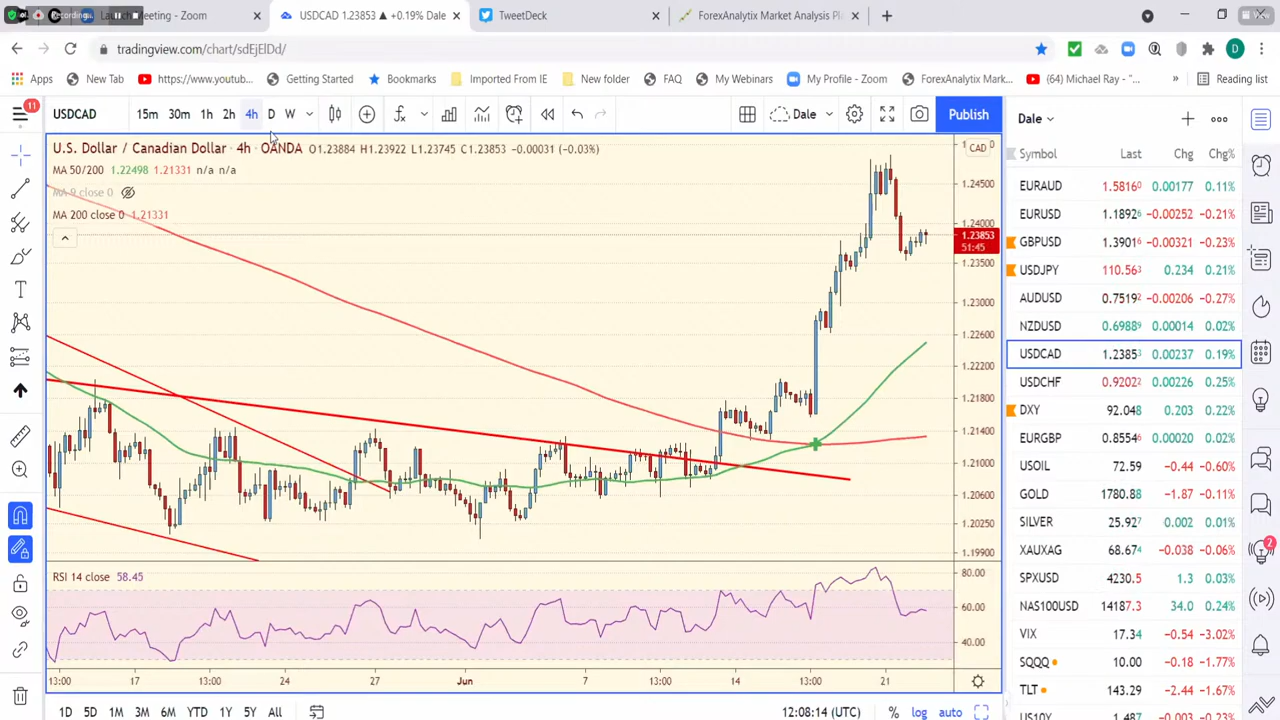 Recording...
Meeting - Zoom
USDCAD 1.23853 ▲ +0.19% Dale
TweetDeck
ForexAnalytix Market Analysis Pl
tradingview.com/chart/sdEjEIDd/
Apps
New Tab
https://www.youtub...
Getting Started
Bookmarks
Imported From IE
New folder
FAQ
My Webinars
My Profile - Zoom
ForexAnalytix Mark...
(64) Michael Ray -"...
Reading list
11
USDCAD
15m 30m 1h 2h 4h D W
Dale
Publish
Dale
U.S. Dollar / Canadian Dollar · 4h · OANDA O1.23884 H1.23922 L1.23745 C1.23853 −0.00031 (−0.03%)
CAD
MA 50/200 1.22498 1.21331 n/a n/a
MA 9 close 0
MA 200 close 0 1.21331
1.24500
1.24000
1.23853
51:45
1.23500
1.23000
1.22600
1.22200
1.21800
1.21400
1.21000
1.20600
1.20250
1.19900
RSI 14 close 58.45
80.00
60.00
40.00
13:00 17 13:00 24 27 Jun 7 13:00 14 13:00 21
1D 5D 1M 3M 6M YTD 1Y 5Y All
12:08:14 (UTC) % log auto
Symbol Last Chg Chg%
EURAUD 1.5816⁰ 0.00177 0.11%
EURUSD 1.1892⁶ −0.00252 −0.21%
GBPUSD 1.3901⁶ −0.00321 −0.23%
USDJPY 110.56³ 0.234 0.21%
AUDUSD 0.7519² −0.00206 −0.27%
NZDUSD 0.6988⁹ 0.00014 0.02%
USDCAD 1.2385³ 0.00237 0.19%
USDCHF 0.9202² 0.00226 0.25%
DXY 92.048 0.203 0.22%
EURGBP 0.8554⁶ 0.00020 0.02%
USOIL 72.59 −0.44 −0.60%
GOLD 1780.88 −1.87 −0.11%
SILVER 25.927 0.002 0.01%
XAUXAG 68.674 −0.038 −0.06%
SPXUSD 4230.5 1.3 0.03%
NAS100USD 14187.3 34.0 0.24%
VIX 17.34 −0.54 −3.02%
SQQQ 10.00 −0.18 −1.77%
TLT 143.29 −2.44 −1.67%
US10Y 1.487
2